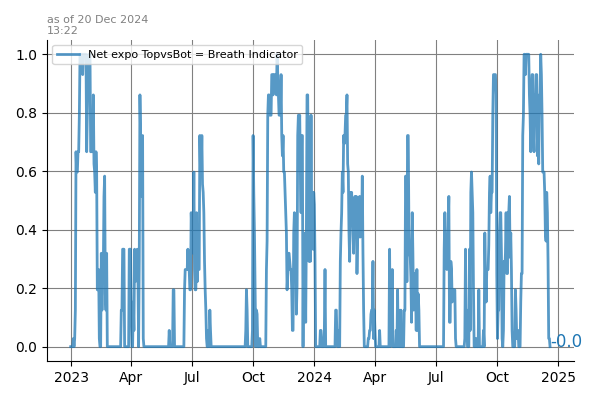 as of 20 Dec 2024
13:22
Net expo TopvsBot = Breath Indicator
1.0
0.8
0.6
0.4
0.2
0.0
-0.0
2023 Apr Jul Oct 2024 Apr Jul Oct 2025